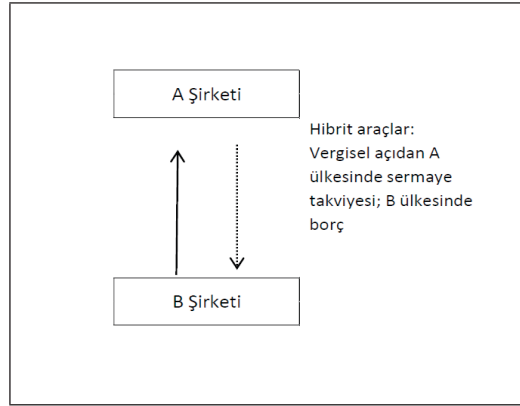 A Şirketi
Hibrit araçlar:
Vergisel açıdan A
ülkesinde sermaye
takviyesi; B ülkesinde
borç
B Şirketi